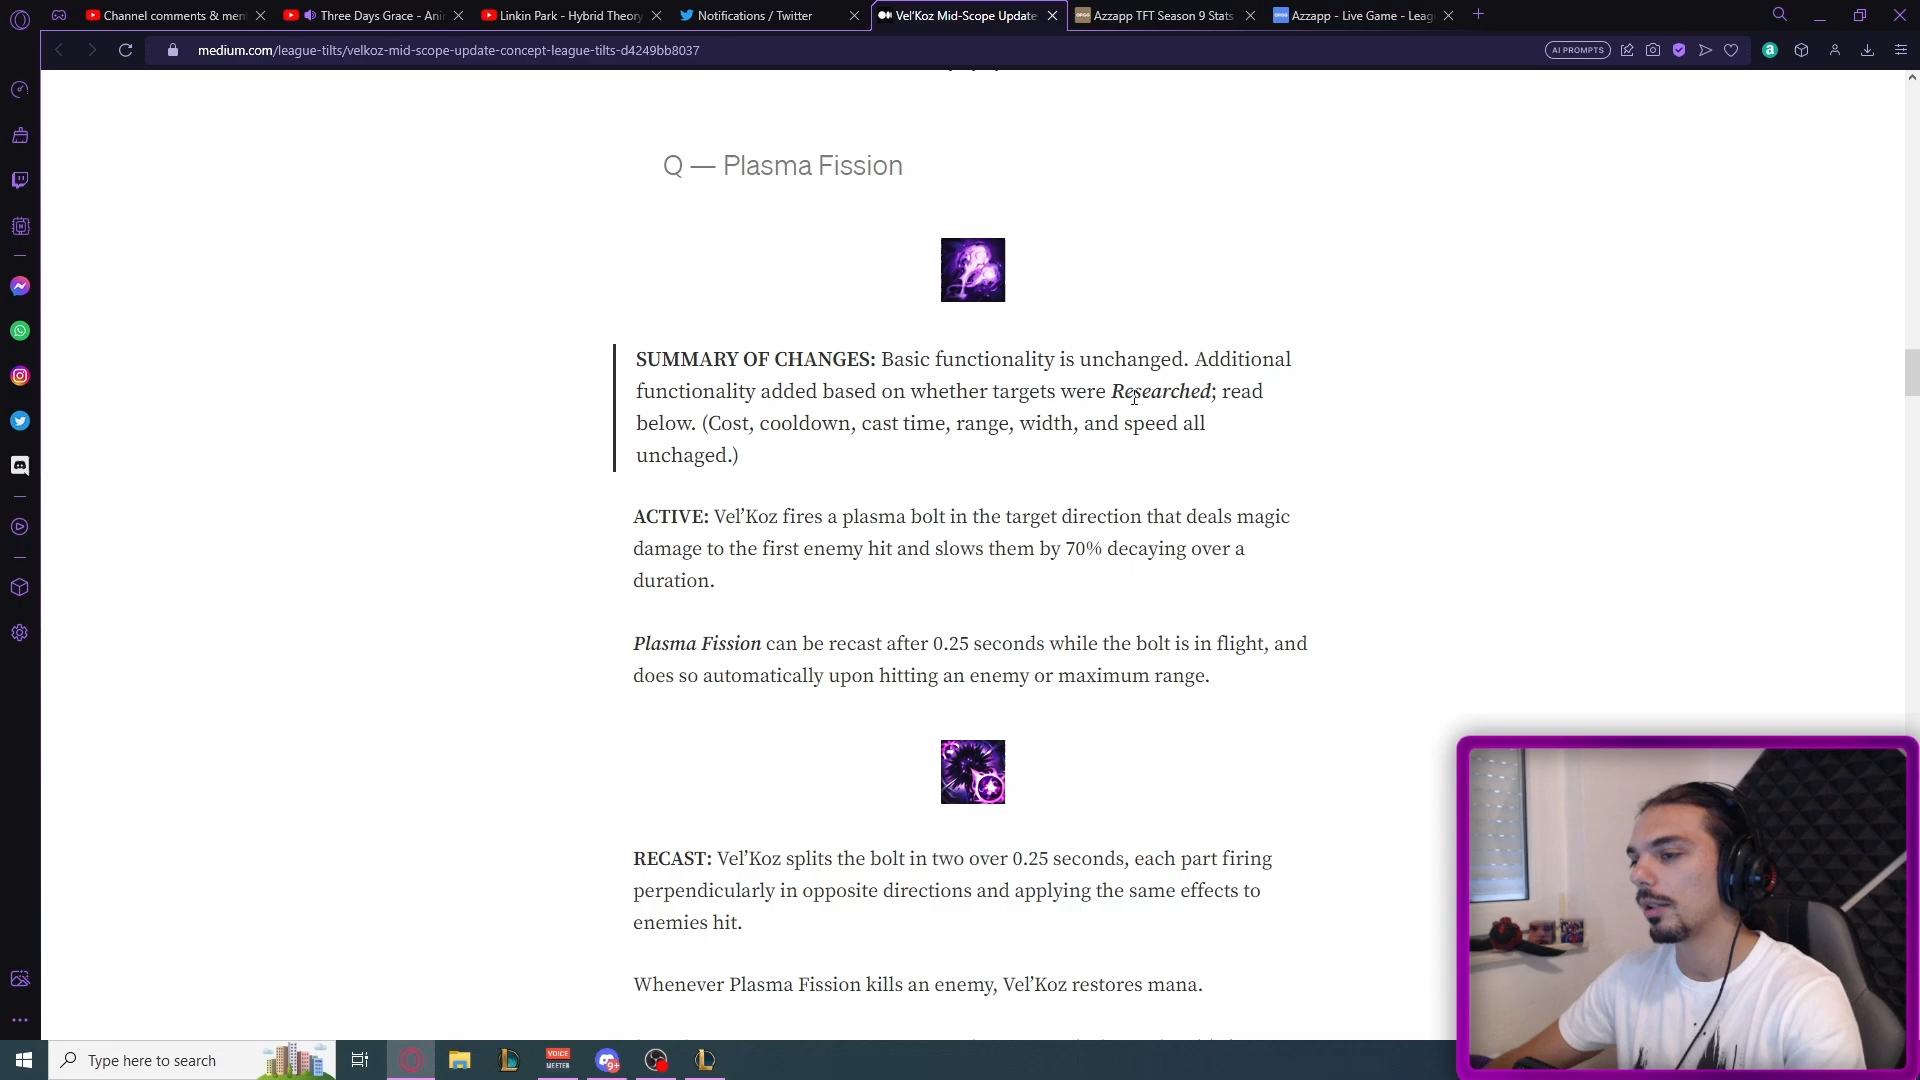 Channel comments & men
Three Days Grace - Ani
Linkin Park - Hybrid Theory
Notifications / Twitter
Vel'Koz Mid-Scope Update
Azzapp TFT Season 9 Stats
Azzapp - Live Game - Leag
medium.com/league-tilts/velkoz-mid-scope-update-concept-league-tilts-d4249bb8037
AI PROMPTS
Q — Plasma Fission
SUMMARY OF CHANGES: Basic functionality is unchanged. Additional
functionality added based on whether targets were Researched; read
below. (Cost, cooldown, cast time, range, width, and speed all
unchaged.)
ACTIVE: Vel’Koz fires a plasma bolt in the target direction that deals magic
damage to the first enemy hit and slows them by 70% decaying over a
duration.
Plasma Fission can be recast after 0.25 seconds while the bolt is in flight, and
does so automatically upon hitting an enemy or maximum range.
RECAST: Vel’Koz splits the bolt in two over 0.25 seconds, each part firing
perpendicularly in opposite directions and applying the same effects to
enemies hit.
Whenever Plasma Fission kills an enemy, Vel’Koz restores mana.
Type here to search
VOICE
MEETER
9+